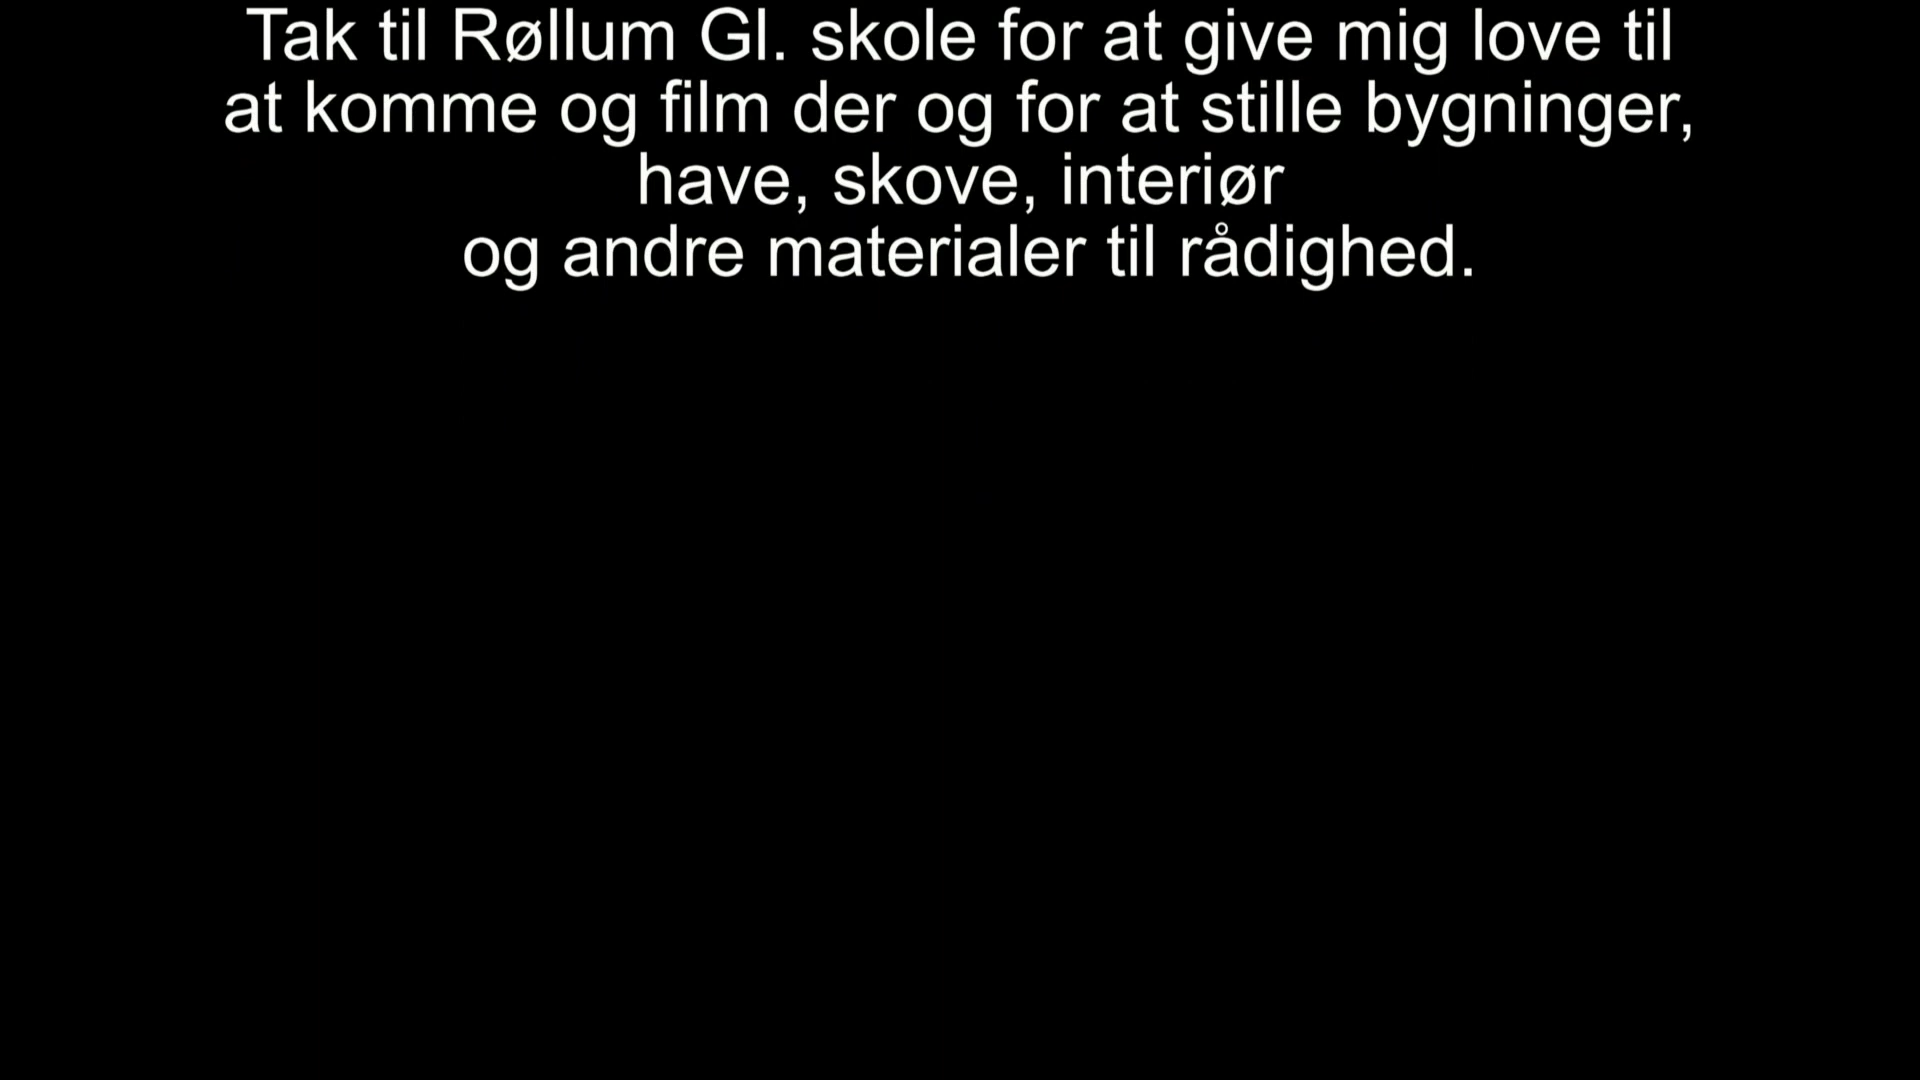 Tak til Røllum Gl. skole for at give mig love til
at komme og film der og for at stille bygninger,
have, skove, interiør
og andre materialer til rådighed.